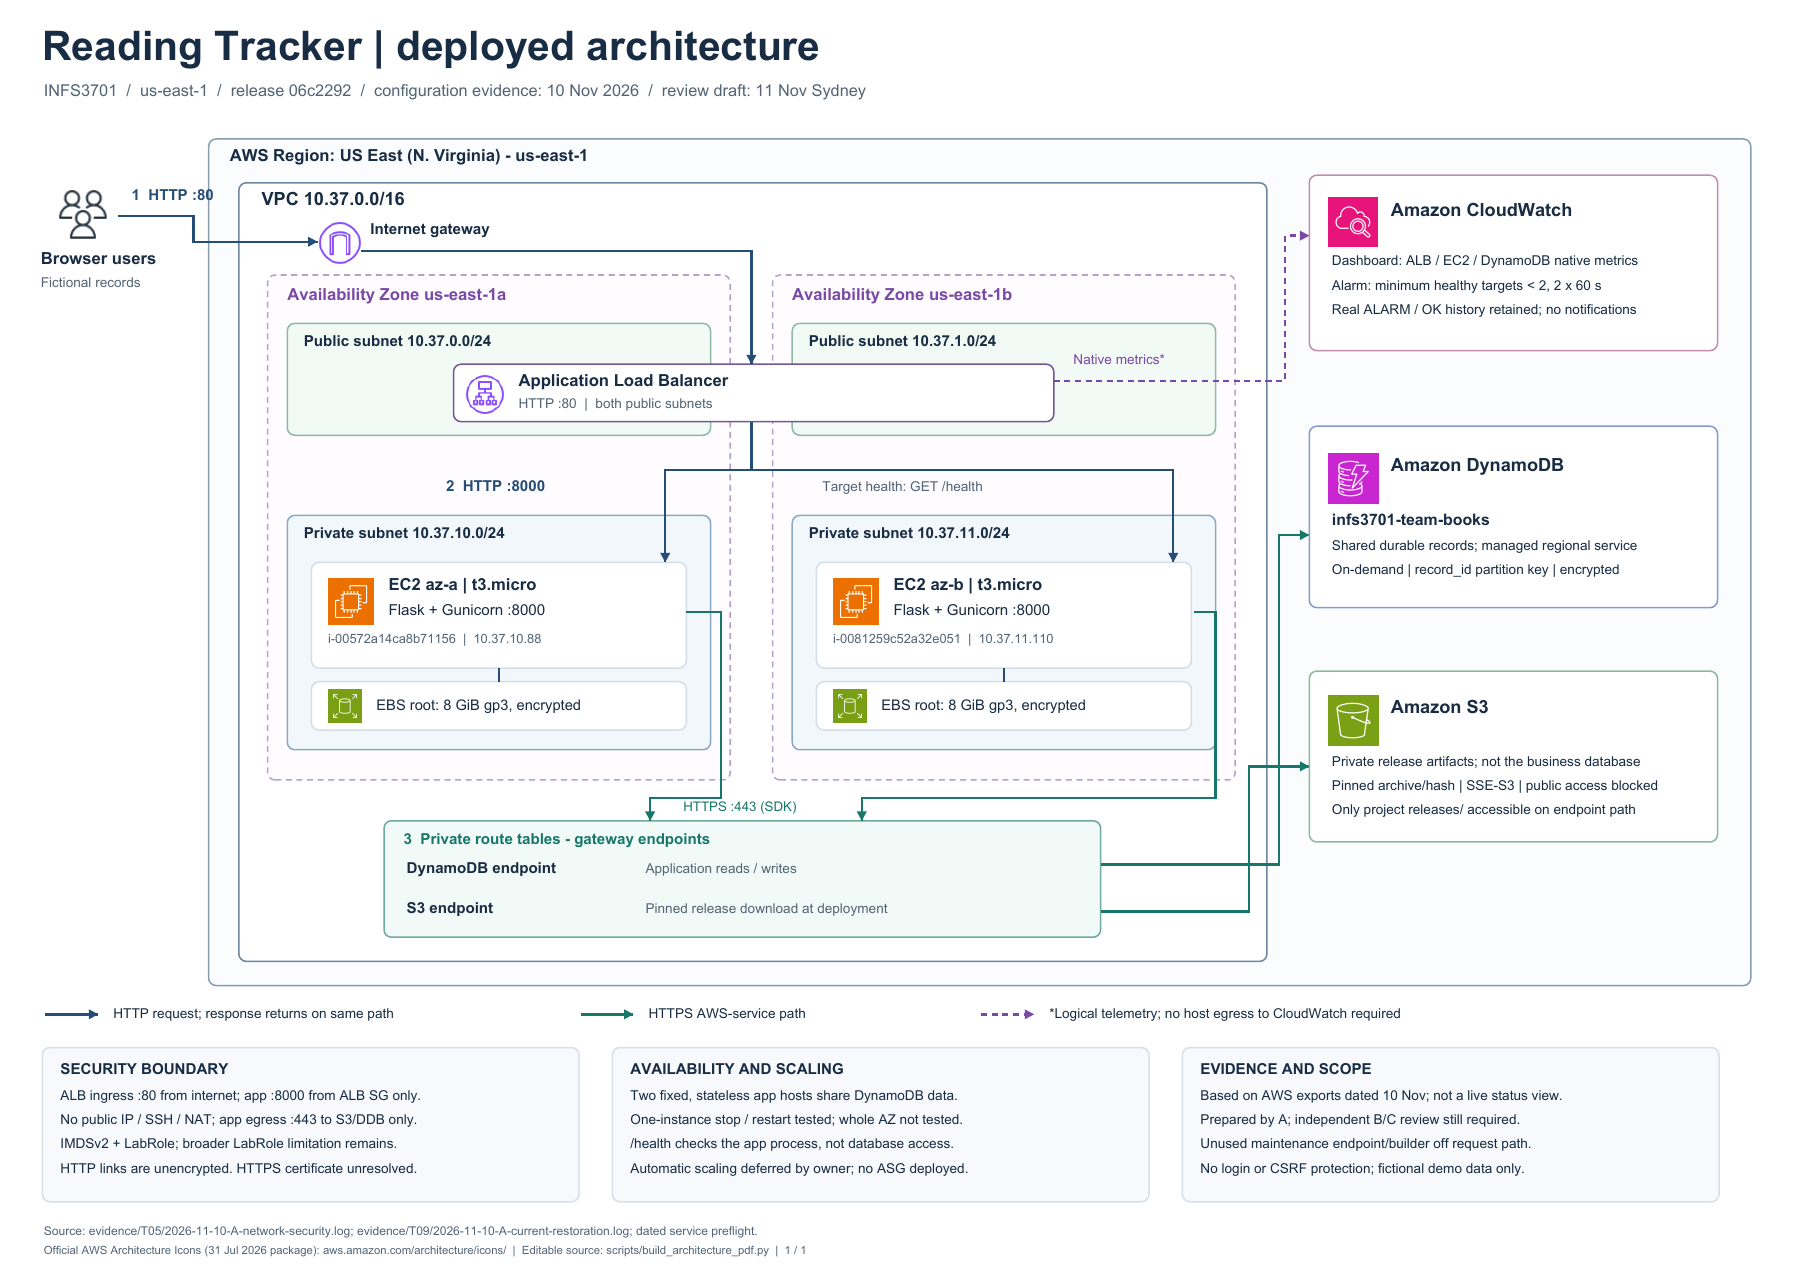 Reading Tracker | deployed architecture
INFS3701 / us-east-1 / release 06c2292 / configuration evidence: 10 Nov 2026 / review draft: 11 Nov Sydney
AWS Region: US East (N. Virginia) - us-east-1
1 HTTP :80
Browser users
Fictional records
VPC 10.37.0.0/16
Internet gateway
Availability Zone us-east-1a
Public subnet 10.37.0.0/24
Availability Zone us-east-1b
Public subnet 10.37.1.0/24
Application Load Balancer
HTTP :80 | both public subnets
Native metrics*
2 HTTP :8000
Target health: GET /health
Private subnet 10.37.10.0/24
EC2 az-a | t3.micro
Flask + Gunicorn :8000
i-00572a14ca8b71156 | 10.37.10.88
EBS root: 8 GiB gp3, encrypted
Private subnet 10.37.11.0/24
EC2 az-b | t3.micro
Flask + Gunicorn :8000
i-0081259c52a32e051 | 10.37.11.110
EBS root: 8 GiB gp3, encrypted
HTTPS :443 (SDK)
3 Private route tables - gateway endpoints
DynamoDB endpoint
Application reads / writes
S3 endpoint
Pinned release download at deployment
Amazon CloudWatch
Dashboard: ALB / EC2 / DynamoDB native metrics
Alarm: minimum healthy targets < 2, 2 x 60 s
Real ALARM / OK history retained; no notifications
Amazon DynamoDB
infs3701-team-books
Shared durable records; managed regional service
On-demand | record_id partition key | encrypted
Amazon S3
Private release artifacts; not the business database
Pinned archive/hash | SSE-S3 | public access blocked
Only project releases/ accessible on endpoint path
HTTP request; response returns on same path
HTTPS AWS-service path
*Logical telemetry; no host egress to CloudWatch required
SECURITY BOUNDARY
ALB ingress :80 from internet; app :8000 from ALB SG only.
No public IP / SSH / NAT; app egress :443 to S3/DDB only.
IMDSv2 + LabRole; broader LabRole limitation remains.
HTTP links are unencrypted. HTTPS certificate unresolved.
AVAILABILITY AND SCALING
Two fixed, stateless app hosts share DynamoDB data.
One-instance stop / restart tested; whole AZ not tested.
/health checks the app process, not database access.
Automatic scaling deferred by owner; no ASG deployed.
EVIDENCE AND SCOPE
Based on AWS exports dated 10 Nov; not a live status view.
Prepared by A; independent B/C review still required.
Unused maintenance endpoint/builder off request path.
No login or CSRF protection; fictional demo data only.
Source: evidence/T05/2026-11-10-A-network-security.log; evidence/T09/2026-11-10-A-current-restoration.log; dated service preflight.
Official AWS Architecture Icons (31 Jul 2026 package): aws.amazon.com/architecture/icons/ | Editable source: scripts/build_architecture_pdf.py | 1 / 1